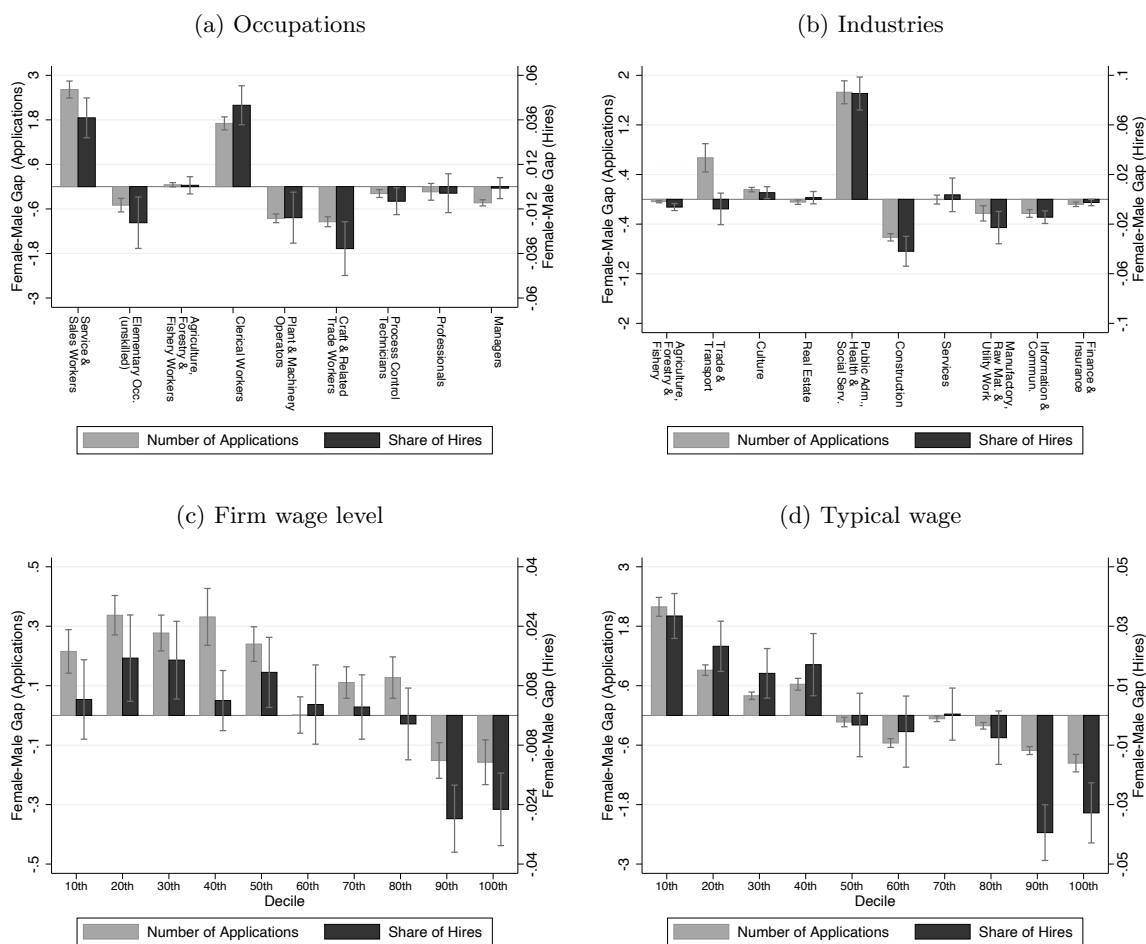 (a) Occupations
Female-Male Gap (Applications)
3
1.8
.6
-.6
-1.8
-3
.06
.036
.012
-.012
-.036
-.06
Female-Male Gap (Hires)
Service &
Sales Workers
Elementary Occ.
(unskilled)
Agriculture,
Forestry &
Fishery Workers
Clerical Workers
Plant & Machinery
Operators
Craft & Related
Trade Workers
Process Control
Technicians
Professionals
Managers
Number of Applications
Share of Hires
(b) Industries
Female-Male Gap (Applications)
2
1.2
.4
-.4
-1.2
-2
.1
.06
.02
-.02
-.06
-.1
Female-Male Gap (Hires)
Agriculture,
Forestry &
Fishery
Trade &
Transport
Culture
Real Estate
Public Adm.,
Health &
Social Serv.
Construction
Services
Manufactory,
Raw Mat. &
Utility Work
Information &
Commun.
Finance &
Insurance
Number of Applications
Share of Hires
(c) Firm wage level
Female-Male Gap (Applications)
.5
.3
.1
-.1
-.3
-.5
.04
.024
.008
-.008
-.024
-.04
Female-Male Gap (Hires)
10th 20th 30th 40th 50th 60th 70th 80th 90th 100th
Decile
Number of Applications
Share of Hires
(d) Typical wage
Female-Male Gap (Applications)
3
1.8
.6
-.6
-1.8
-3
.05
.03
.01
-.01
-.03
-.05
Female-Male Gap (Hires)
10th 20th 30th 40th 50th 60th 70th 80th 90th 100th
Decile
Number of Applications
Share of Hires